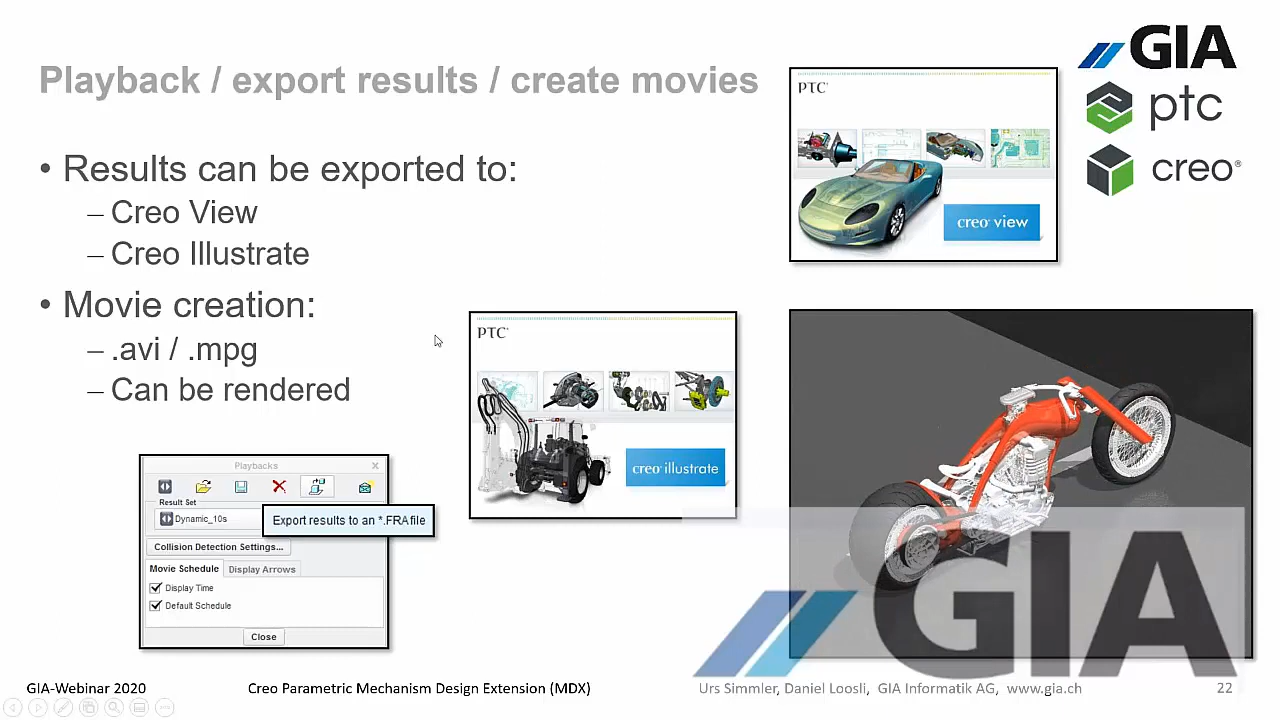 Playback / export results / create movies
GIA
ptc
creo®
• Results can be exported to:
– Creo View
– Creo Illustrate
• Movie creation:
– .avi / .mpg
– Can be rendered
PTC®
creo® view
PTC®
creo® illustrate
Playbacks
Result Set
Dynamic_10s
Export results to an *.FRA file
Collision Detection Settings...
Movie Schedule
Display Arrows
Display Time
Default Schedule
Close
GIA
GIA-Webinar 2020
Creo Parametric Mechanism Design Extension (MDX)
Urs Simmler, Daniel Loosli, GIA Informatik AG, www.gia.ch
22